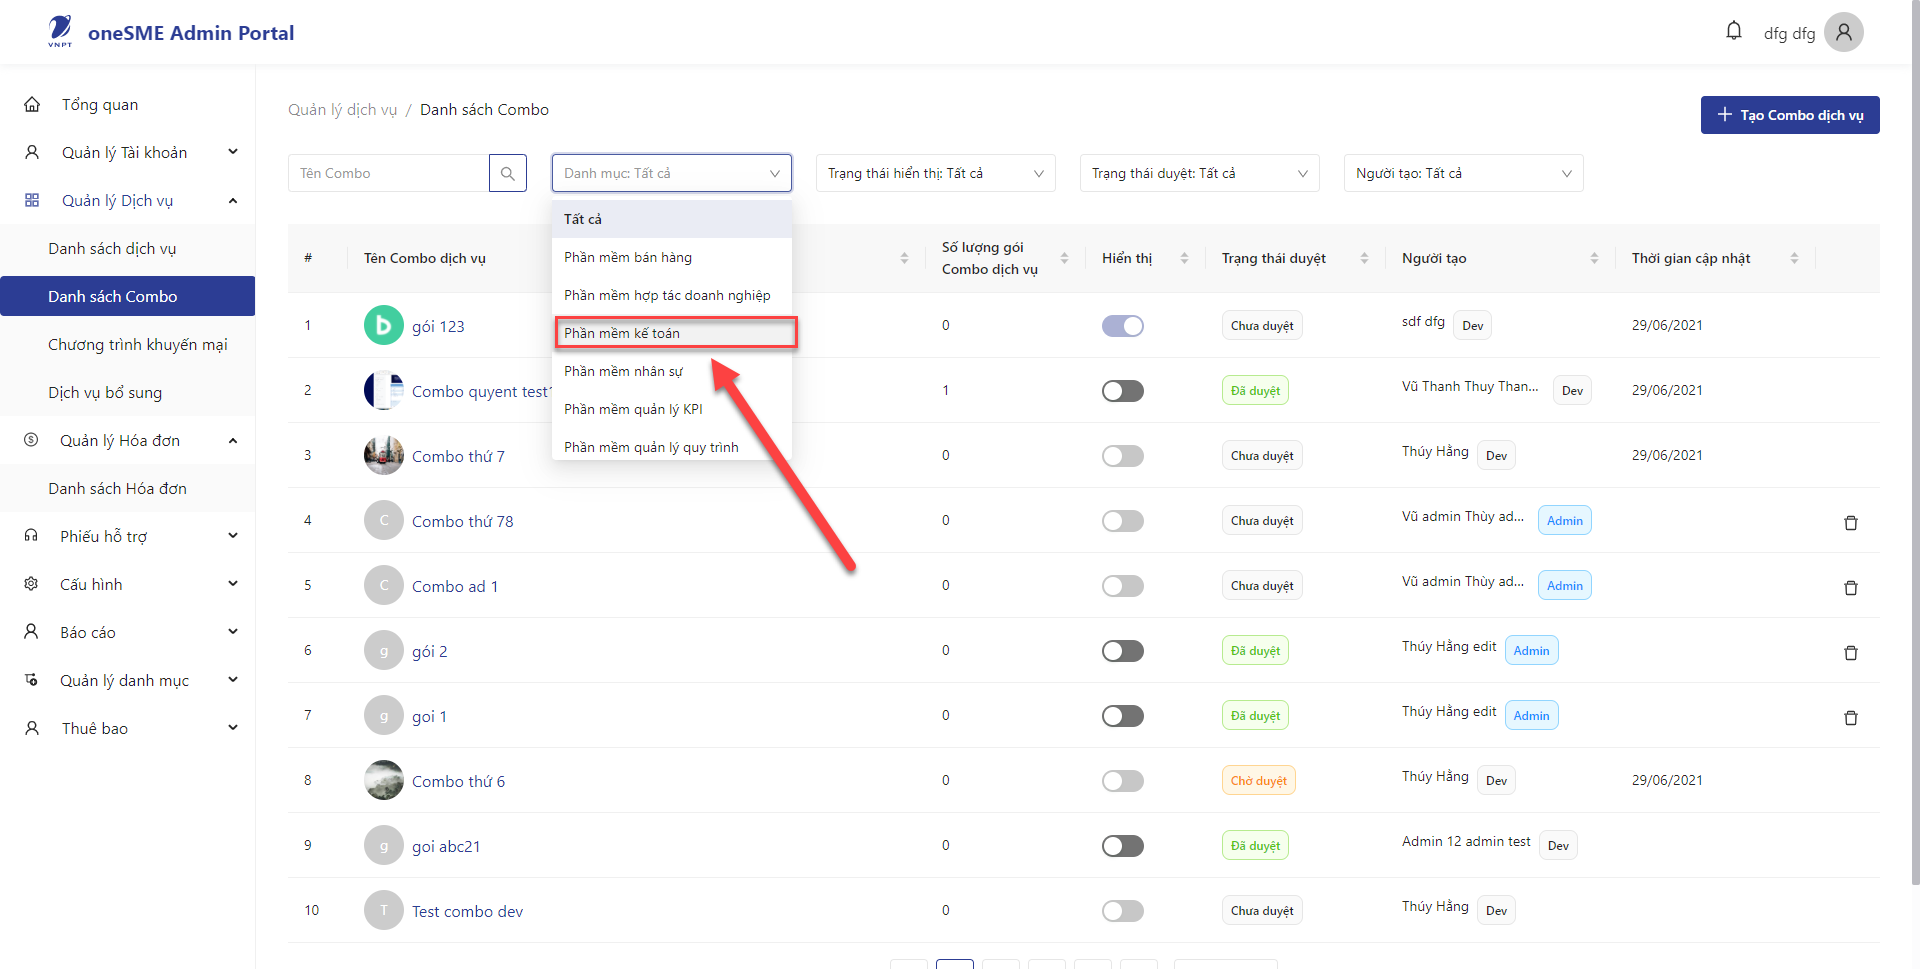 VNPT
oneSME Admin Portal
dfg dfg
Tổng quan
Quản lý Tài khoản
Quản lý Dịch vụ
Danh sách dịch vụ
Danh sách Combo
Chương trình khuyến mại
Dịch vụ bổ sung
Quản lý Hóa đơn
Danh sách Hóa đơn
Phiếu hỗ trợ
Cấu hình
Báo cáo
Quản lý danh mục
Thuê bao
Quản lý dịch vụ / Danh sách Combo
Tạo Combo dịch vụ
Tên Combo
Danh mục: Tất cả
Trạng thái hiển thị: Tất cả
Trạng thái duyệt: Tất cả
Người tạo: Tất cả
Tất cả
Phần mềm bán hàng
Phần mềm hợp tác doanh nghiệp
Phần mềm kế toán
Phần mềm nhân sự
Phần mềm quản lý KPI
Phần mềm quản lý quy trình
# Tên Combo dịch vụ Số lượng gói Combo dịch vụ Hiển thị Trạng thái duyệt Người tạo Thời gian cập nhật
1 b gói 123 0 Chưa duyệt sdf dfg Dev 29/06/2021
2 Combo quyent test 1 Đã duyệt Vũ Thanh Thuy Than... Dev 29/06/2021
3 Combo thứ 7 0 Chưa duyệt Thúy Hằng Dev 29/06/2021
4 C Combo thứ 78 0 Chưa duyệt Vũ admin Thùy ad... Admin
5 C Combo ad 1 0 Chưa duyệt Vũ admin Thùy ad... Admin
6 g gói 2 0 Đã duyệt Thúy Hằng edit Admin
7 g goi 1 0 Đã duyệt Thúy Hằng edit Admin
8 Combo thứ 6 0 Chờ duyệt Thúy Hằng Dev 29/06/2021
9 g goi abc21 0 Đã duyệt Admin 12 admin test Dev
10 T Test combo dev 0 Chưa duyệt Thúy Hằng Dev